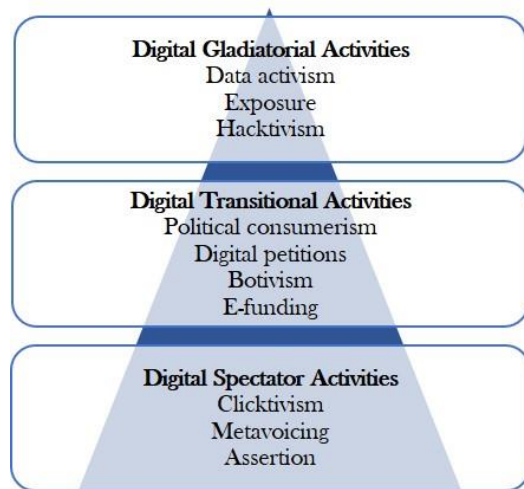 Digital Gladiatorial Activities
Data activism
Exposure
Hacktivism
Digital Transitional Activities
Political consumerism
Digital petitions
Botivism
E-funding
Digital Spectator Activities
Clicktivism
Metavoicing
Assertion